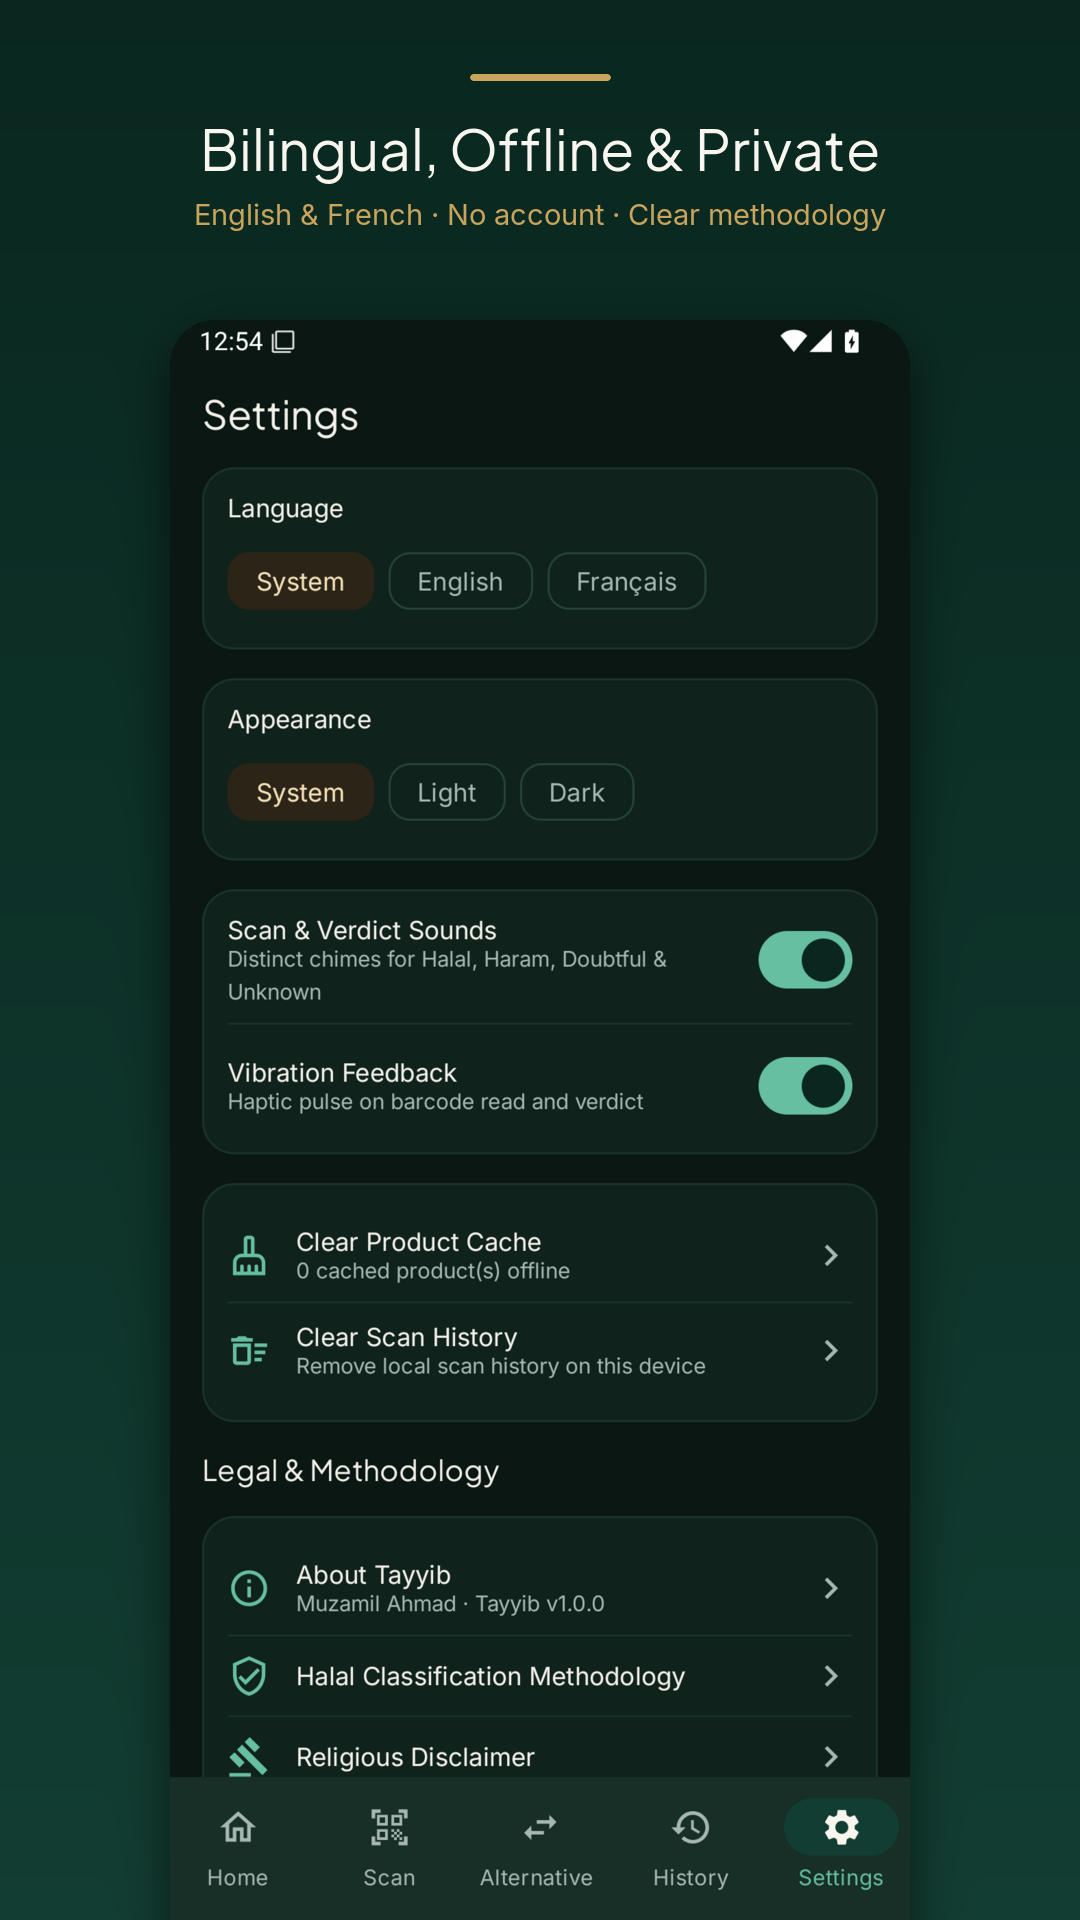 Bilingual, Offline & Private
English & French · No account · Clear methodology
12:54
Settings
Language
System
English
Français
Appearance
System
Light
Dark
Scan & Verdict Sounds
Distinct chimes for Halal, Haram, Doubtful &
Unknown
Vibration Feedback
Haptic pulse on barcode read and verdict
Clear Product Cache
0 cached product(s) offline
Clear Scan History
Remove local scan history on this device
Legal & Methodology
About Tayyib
Muzamil Ahmad · Tayyib v1.0.0
Halal Classification Methodology
Religious Disclaimer
Home
Scan
Alternative
History
Settings